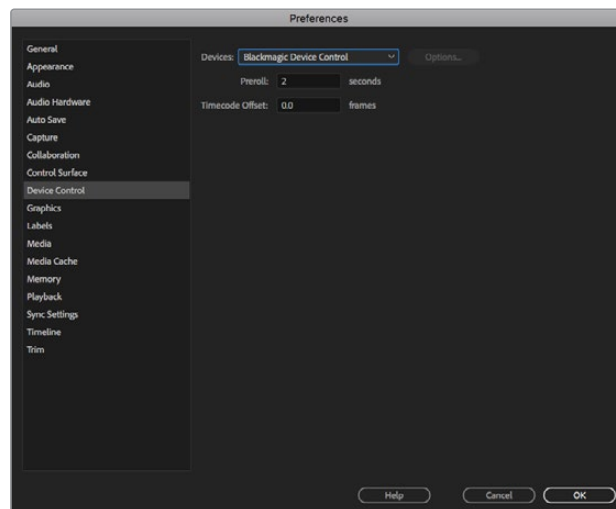 Preferences
General
Appearance
Audio
Audio Hardware
Auto Save
Capture
Collaboration
Control Surface
Device Control
Graphics
Labels
Media
Media Cache
Memory
Playback
Sync Settings
Timeline
Trim
Devices: Blackmagic Device Control Options...
Preroll: 2 seconds
Timecode Offset: 0.0 frames
Help Cancel OK